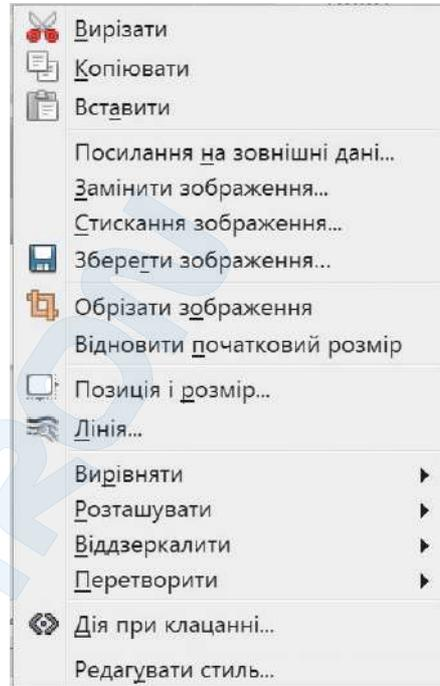 Вирізати
Копіювати
Вставити
Посилання на зовнішні дані...
Замінити зображення...
Стискання зображення...
Зберегти зображення...
Обрізати зображення
Відновити початковий розмір
Позиція і розмір...
Лінія...
Вирівняти
Розташувати
Віддзеркалити
Перетворити
Дія при клацанні...
Редагувати стиль...